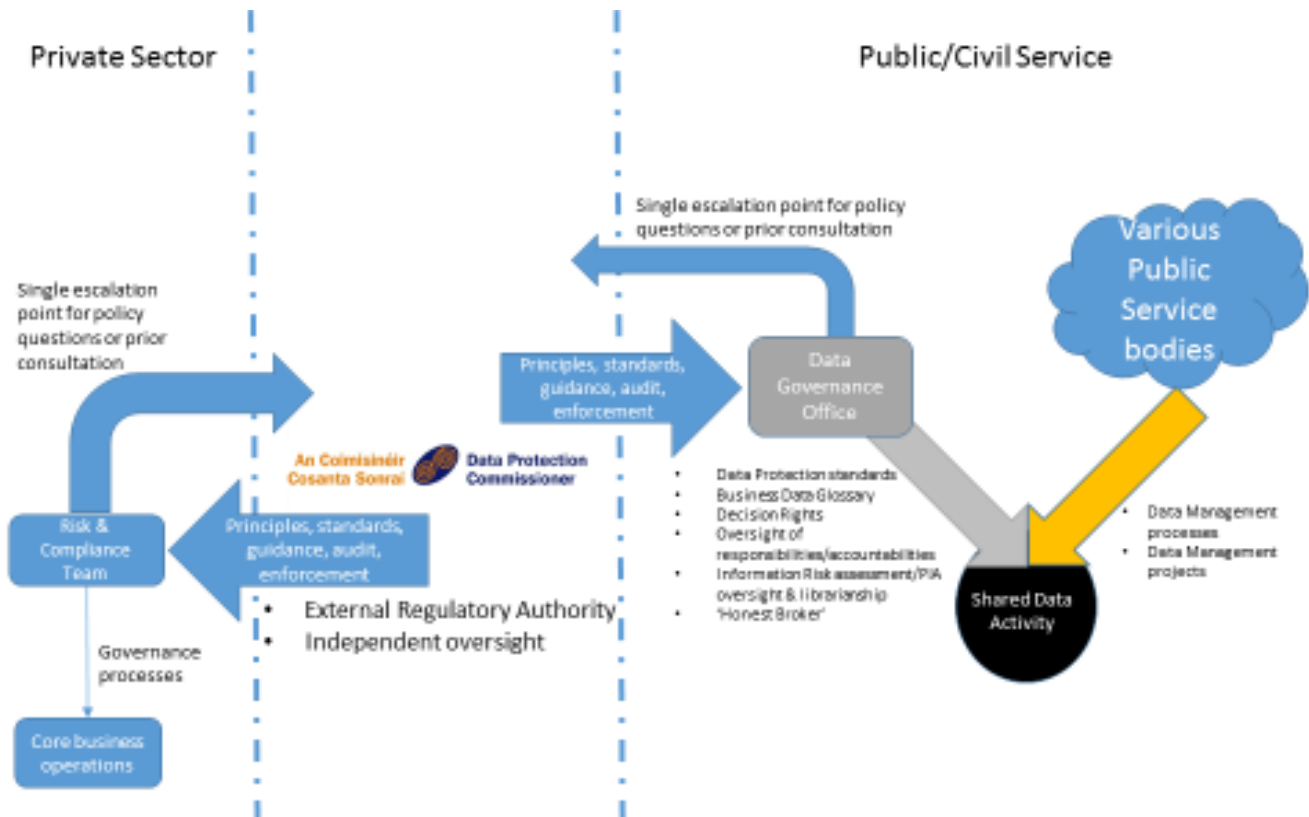 Private Sector
Public/Civil Service
Single escalation
point for policy
questions or prior
consultation
Single escalation point for policy
questions or prior consultation
Various
Public
Service
bodies
Principles, standards,
guidance, audit,
enforcement
Data
Governance
Office
An Coimisinéir
Cosanta Sonraí
Data Protection
Commissioner
Risk &
Compliance
Team
Principles, standards,
guidance, audit,
enforcement
• External Regulatory Authority
• Independent oversight
• Data Protection standards
• Business Data Glossary
• Decision Rights
• Oversight of
responsibilities/accountabilities
• Information Risk assessment/PIA
oversight & librarianship
• 'Honest Broker'
• Data Management
processes
• Data Management
projects
Shared Data
Activity
Governance
processes
Core business
operations